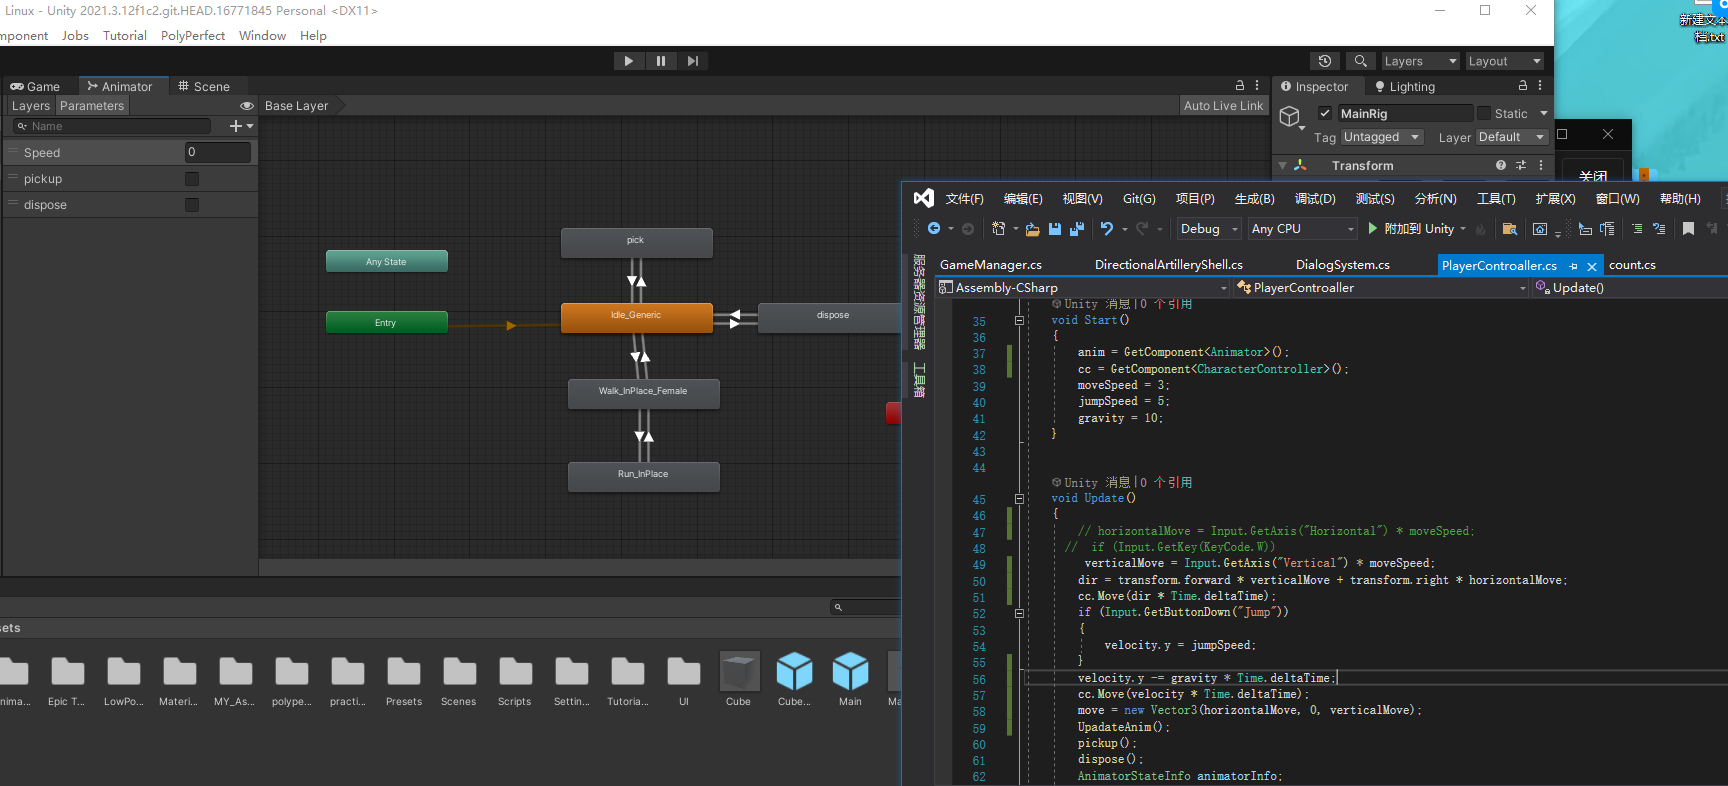 Linux - Unity 2021.3.12f1c2.git.HEAD.16771845 Personal <DX11>
mponent Jobs Tutorial PolyPerfect Window Help
新建文本
档.txt
Layers Layout
Game Animator Scene
Layers Parameters Base Layer Auto Live Link
Name
Speed 0
pickup
dispose
Any State
Entry
pick
Idle_Generic
dispose
Walk_InPlace_Female
Run_InPlace
Inspector Lighting
MainRig Static
Tag Untagged Layer Default
Transform
关闭
文件(F) 编辑(E) 视图(V) Git(G) 项目(P) 生成(B) 调试(D) 测试(S) 分析(N) 工具(T) 扩展(X) 窗口(W) 帮助(H)
Debug Any CPU 附加到 Unity
服务器资源管理器
工具箱
GameManager.cs DirectionalArtilleryShell.cs DialogSystem.cs PlayerControaller.cs count.cs
Assembly-CSharp PlayerControaller Update()
Unity 消息|0 个引用
35 void Start()
36 {
37 anim = GetComponent<Animator>();
38 cc = GetComponent<CharacterController>();
39 moveSpeed = 3;
40 jumpSpeed = 5;
41 gravity = 10;
42 }
43
44
Unity 消息|0 个引用
45 void Update()
46 {
47 // horizontalMove = Input.GetAxis("Horizontal") * moveSpeed;
48 // if (Input.GetKey(KeyCode.W))
49 verticalMove = Input.GetAxis("Vertical") * moveSpeed;
50 dir = transform.forward * verticalMove + transform.right * horizontalMove;
51 cc.Move(dir * Time.deltaTime);
52 if (Input.GetButtonDown("Jump"))
53 {
54 velocity.y = jumpSpeed;
55 }
56 velocity.y -= gravity * Time.deltaTime;
57 cc.Move(velocity * Time.deltaTime);
58 move = new Vector3(horizontalMove, 0, verticalMove);
59 UpadateAnim();
60 pickup();
61 dispose();
62 AnimatorStateInfo animatorInfo;
sets
nima... Epic T... LowPo... Materi... MY_As... polype... practi... Presets Scenes Scripts Settin... Tutoria... UI Cube Cube... Main Ma